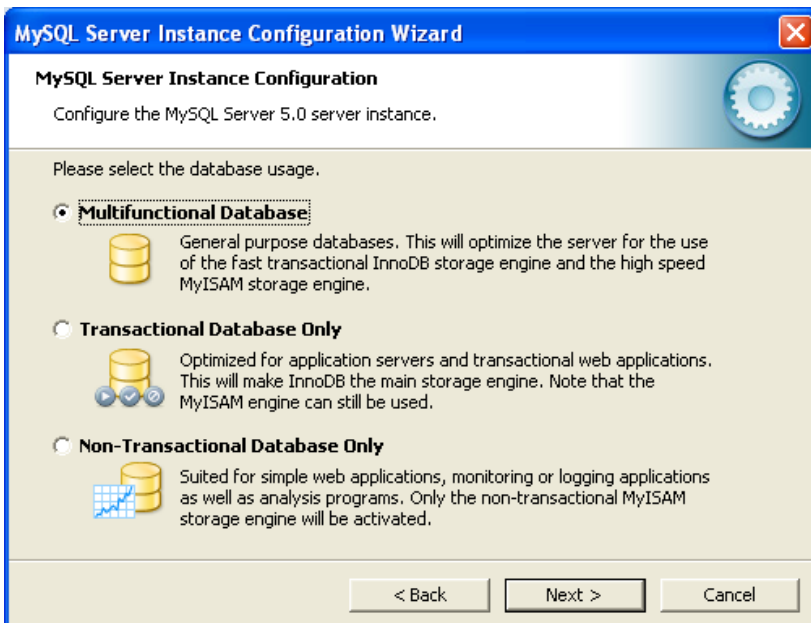 MySQL Server Instance Configuration Wizard
MySQL Server Instance Configuration
Configure the MySQL Server 5.0 server instance.
Please select the database usage.
Multifunctional Database
General purpose databases. This will optimize the server for the use
of the fast transactional InnoDB storage engine and the high speed
MyISAM storage engine.
Transactional Database Only
Optimized for application servers and transactional web applications.
This will make InnoDB the main storage engine. Note that the
MyISAM engine can still be used.
Non-Transactional Database Only
Suited for simple web applications, monitoring or logging applications
as well as analysis programs. Only the non-transactional MyISAM
storage engine will be activated.
< Back Next > Cancel